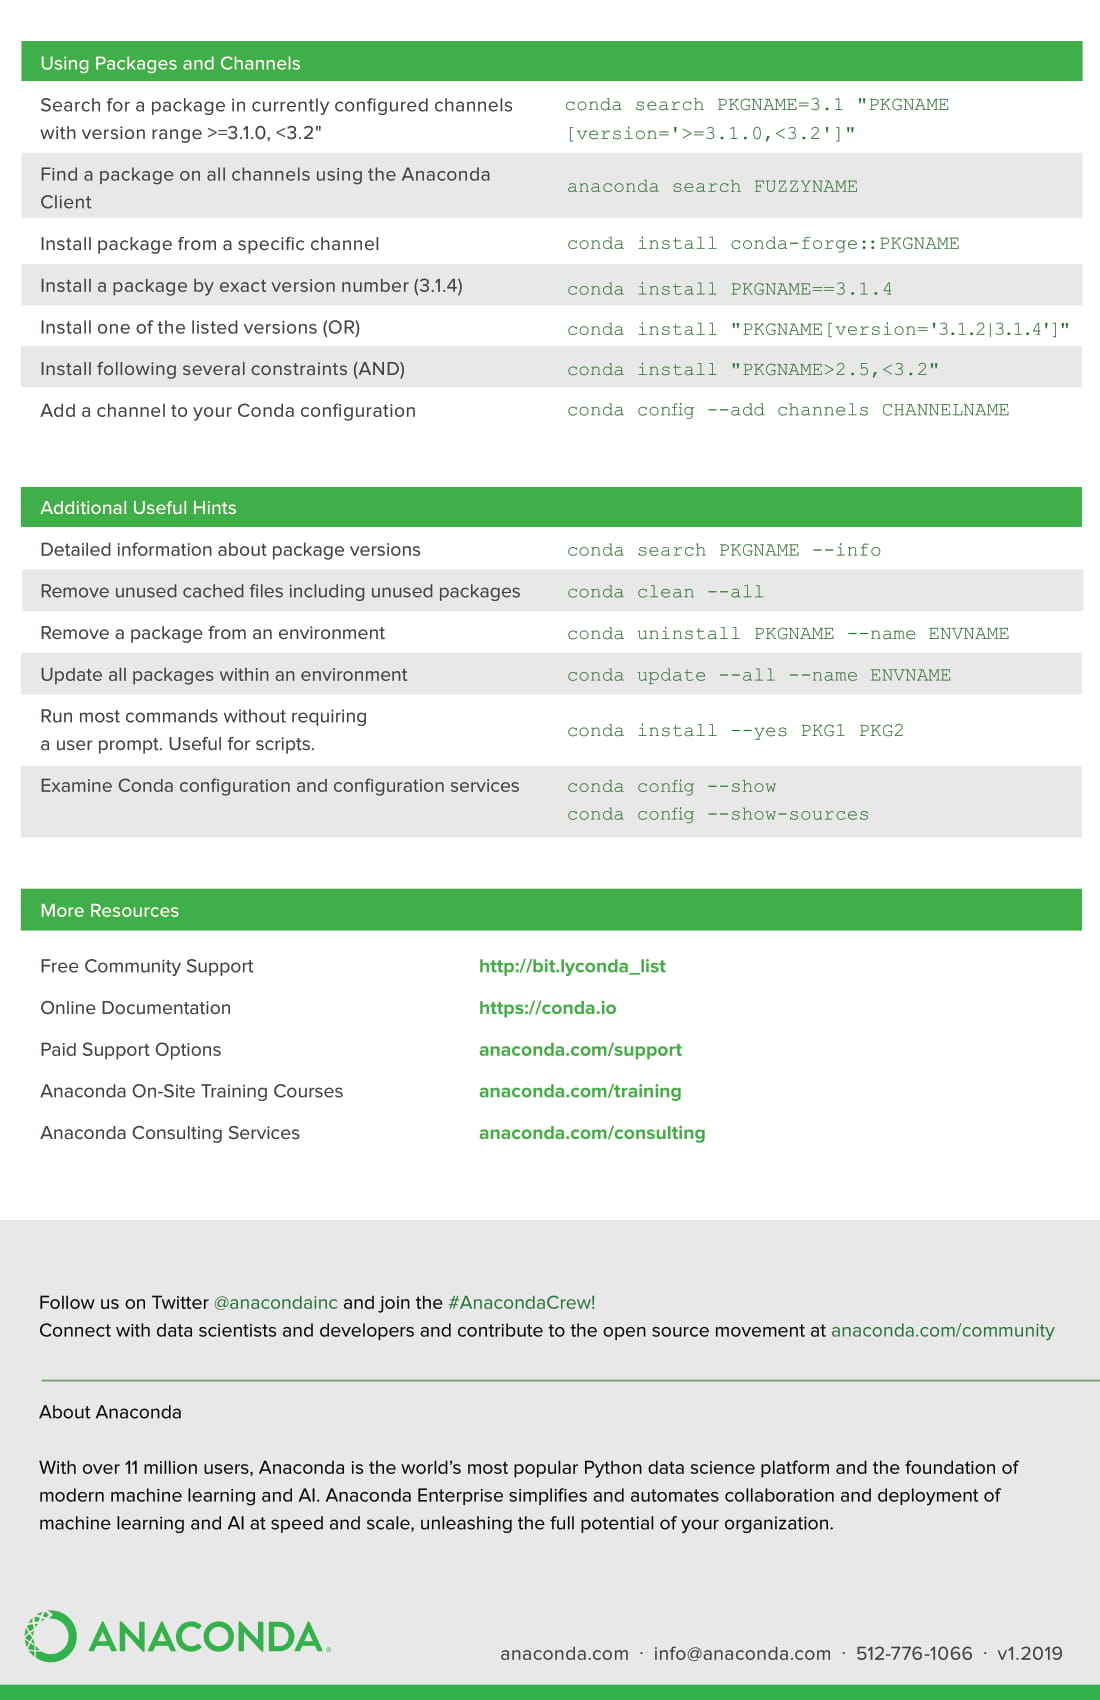 Using Packages and Channels
Search for a package in currently configured channels
with version range >=3.1.0, <3.2"
conda search PKGNAME=3.1 "PKGNAME
[version='>=3.1.0,<3.2']"
Find a package on all channels using the Anaconda
Client
anaconda search FUZZYNAME
Install package from a specific channel
conda install conda-forge::PKGNAME
Install a package by exact version number (3.1.4)
conda install PKGNAME==3.1.4
Install one of the listed versions (OR)
conda install "PKGNAME[version='3.1.2|3.1.4']"
Install following several constraints (AND)
conda install "PKGNAME>2.5,<3.2"
Add a channel to your Conda configuration
conda config --add channels CHANNELNAME
Additional Useful Hints
Detailed information about package versions
conda search PKGNAME --info
Remove unused cached files including unused packages
conda clean --all
Remove a package from an environment
conda uninstall PKGNAME --name ENVNAME
Update all packages within an environment
conda update --all --name ENVNAME
Run most commands without requiring
a user prompt. Useful for scripts.
conda install --yes PKG1 PKG2
Examine Conda configuration and configuration services
conda config --show
conda config --show-sources
More Resources
Free Community Support
http://bit.lyconda_list
Online Documentation
https://conda.io
Paid Support Options
anaconda.com/support
Anaconda On-Site Training Courses
anaconda.com/training
Anaconda Consulting Services
anaconda.com/consulting
Follow us on Twitter @anacondainc and join the #AnacondaCrew!
Connect with data scientists and developers and contribute to the open source movement at anaconda.com/community
About Anaconda
With over 11 million users, Anaconda is the world’s most popular Python data science platform and the foundation of
modern machine learning and AI. Anaconda Enterprise simplifies and automates collaboration and deployment of
machine learning and AI at speed and scale, unleashing the full potential of your organization.
ANACONDA®
anaconda.com · info@anaconda.com · 512-776-1066 · v1.2019